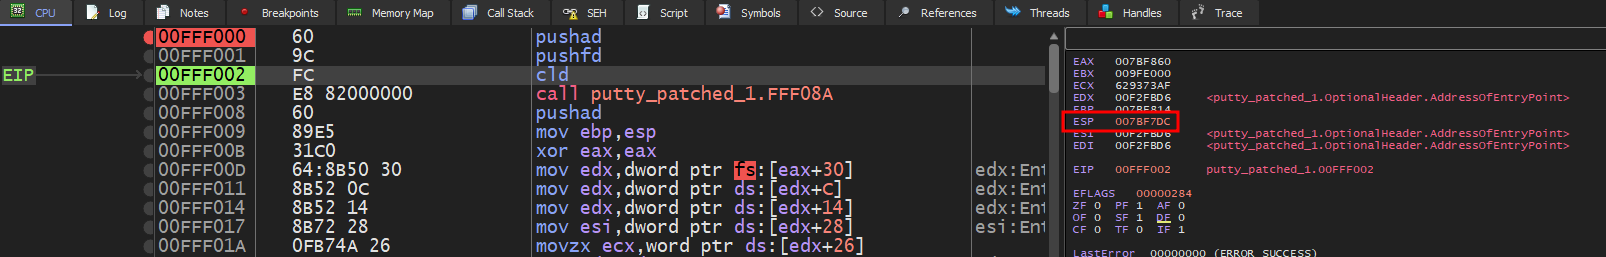 CPU Log Notes Breakpoints Memory Map Call Stack SEH Script Symbols Source References Threads Handles Trace
00FFF000 60 pushad
00FFF001 9C pushfd
EIP 00FFF002 FC cld
00FFF003 E8 82000000 call putty_patched_1.FFF08A
00FFF008 60 pushad
00FFF009 89E5 mov ebp,esp
00FFF00B 31C0 xor eax,eax
00FFF00D 64:8B50 30 mov edx,dword ptr fs:[eax+30] edx:Ent
00FFF011 8B52 0C mov edx,dword ptr ds:[edx+C] edx:Ent
00FFF014 8B52 14 mov edx,dword ptr ds:[edx+14] edx:Ent
00FFF017 8B72 28 mov esi,dword ptr ds:[edx+28] esi:Ent
00FFF01A 0FB74A 26 movzx ecx,word ptr ds:[edx+26]
EAX 007BF860
EBX 009FE000
ECX 629373AF
EDX 00F2FBD6 <putty_patched_1.OptionalHeader.AddressOfEntryPoint>
EBP 007BF814
ESP 007BF7DC
ESI 00F2FBD6 <putty_patched_1.OptionalHeader.AddressOfEntryPoint>
EDI 00F2FBD6 <putty_patched_1.OptionalHeader.AddressOfEntryPoint>
EIP 00FFF002 putty_patched_1.00FFF002
EFLAGS 00000284
ZF 0 PF 1 AF 0
OF 0 SF 1 DF 0
CF 0 TF 0 IF 1
LastError 00000000 (ERROR_SUCCESS)